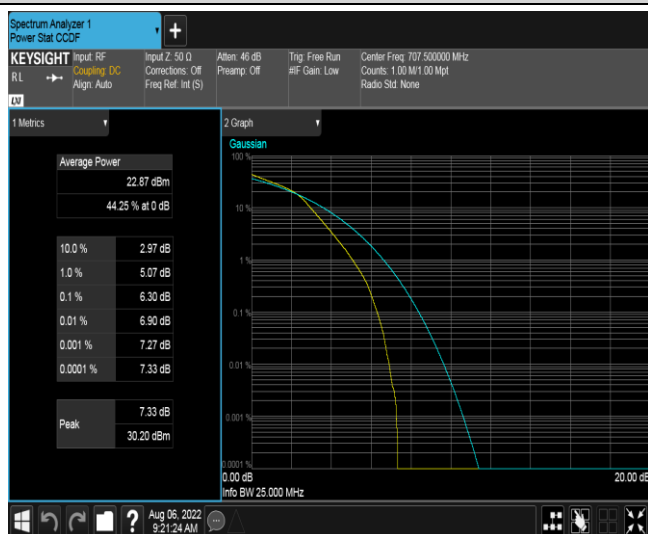 Spectrum Analyzer 1
Power Stat CCDF
+
KEYSIGHT
RL
LXI
Input: RF
Coupling: DC
Align: Auto
Input Z: 50 Ω
Corrections: Off
Freq Ref: Int (S)
Atten: 46 dB
Preamp: Off
Trig: Free Run
#IF Gain: Low
Center Freq: 707.500000 MHz
Counts: 1.00 M/1.00 Mpt
Radio Std: None
1 Metrics
Average Power
22.87 dBm
44.25 % at 0 dB
10.0 % 2.97 dB
1.0 % 5.07 dB
0.1 % 6.30 dB
0.01 % 6.90 dB
0.001 % 7.27 dB
0.0001 % 7.33 dB
Peak
7.33 dB
30.20 dBm
2 Graph
Gaussian
100 %
10 %
1 %
0.1 %
0.01 %
0.001 %
0.0001 %
0.00 dB
20.00 dB
Info BW 25.000 MHz
?
Aug 06, 2022
9:21:24 AM